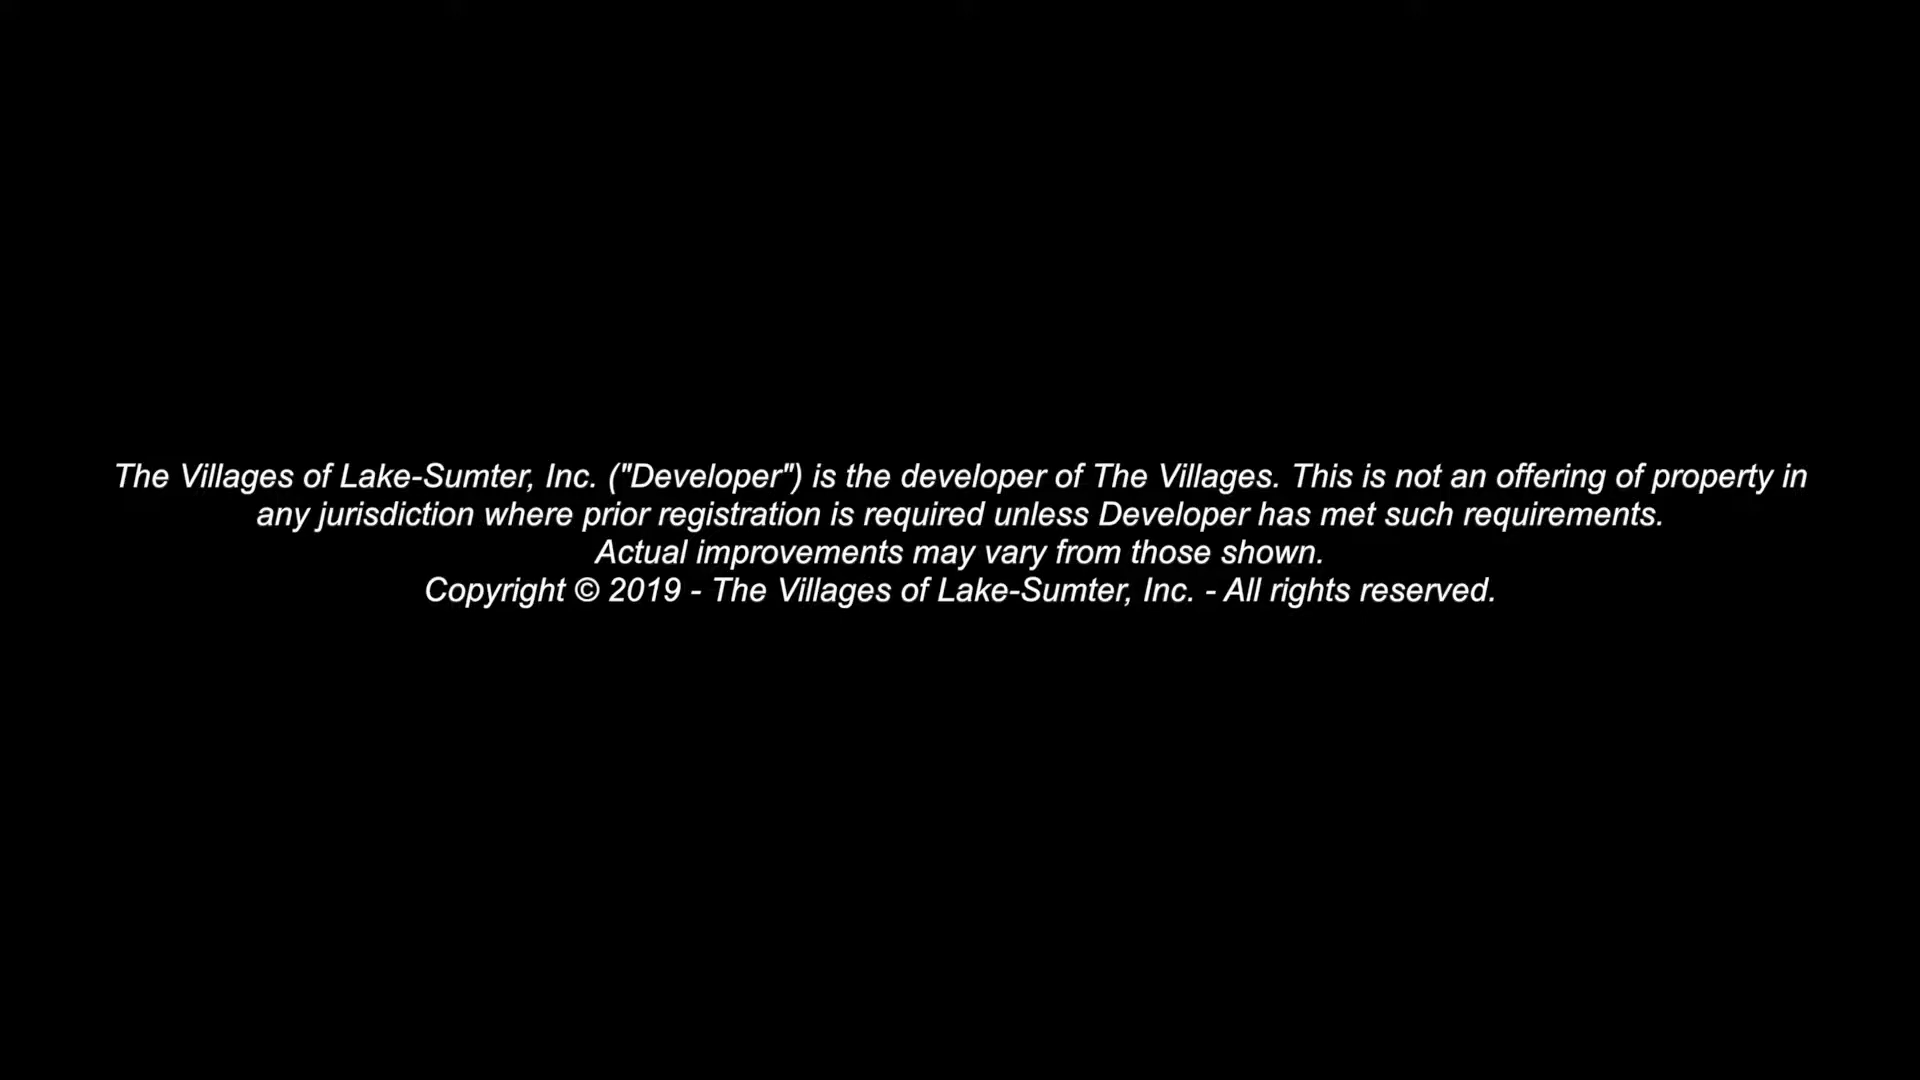 The Villages of Lake-Sumter, Inc. ("Developer") is the developer of The Villages. This is not an offering of property in
any jurisdiction where prior registration is required unless Developer has met such requirements.
Actual improvements may vary from those shown.
Copyright © 2019 - The Villages of Lake-Sumter, Inc. - All rights reserved.